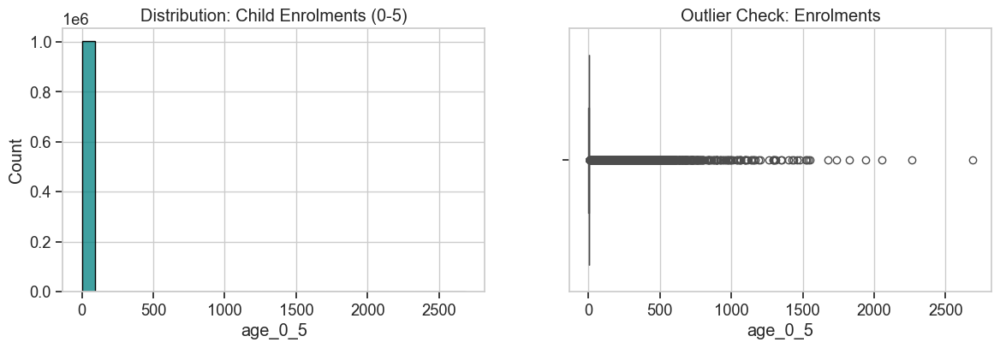 Distribution: Child Enrolments (0-5)
1e6
1.0
0.8
0.6
0.4
0.2
0.0
Count
0 500 1000 1500 2000 2500
age_0_5
Outlier Check: Enrolments
0 500 1000 1500 2000 2500
age_0_5